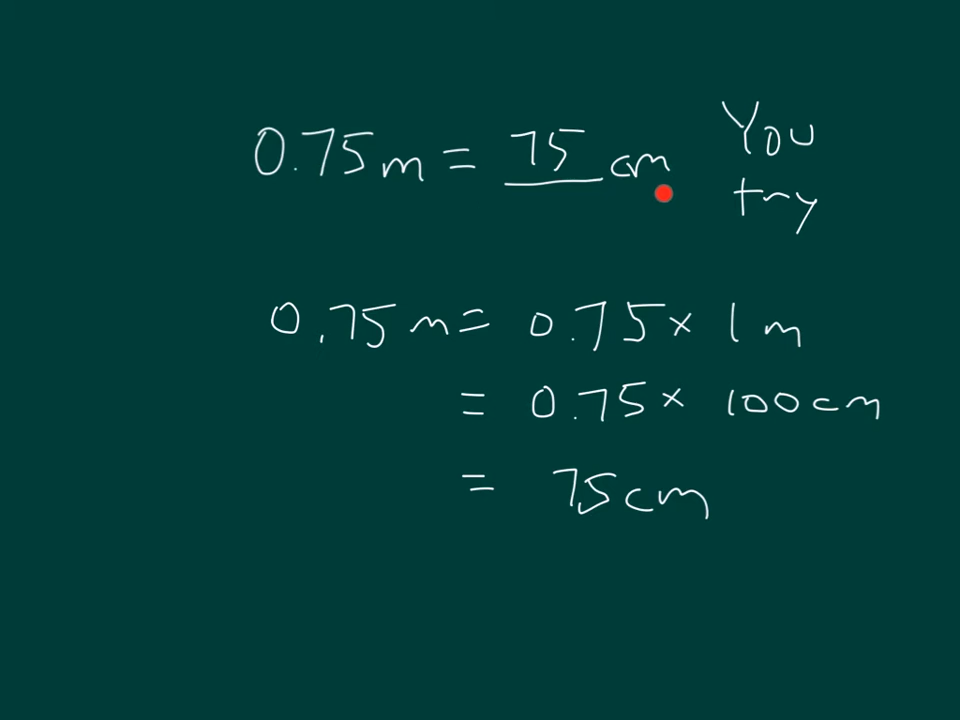 0.75m = 75 cm
You
try
0.75m = 0.75 × 1 m
= 0.75 × 100cm
= 75cm